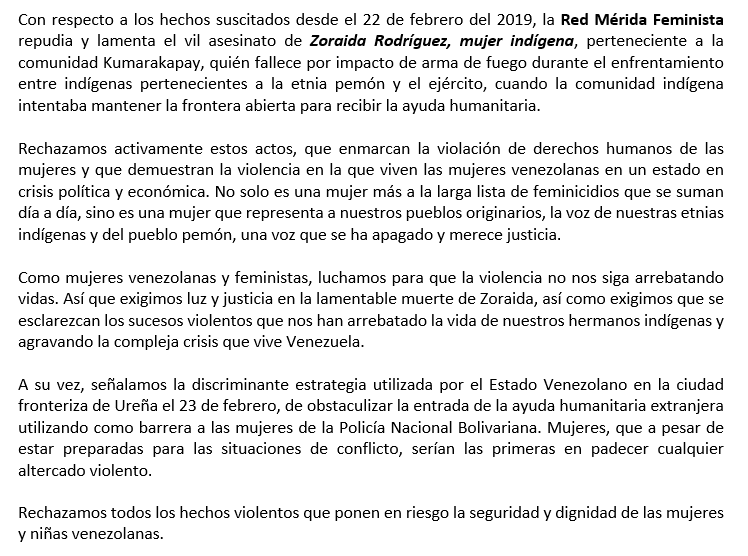 Con respecto a los hechos suscitados desde el 22 de febrero del 2019, la Red Mérida Feminista
repudia y lamenta el vil asesinato de Zoraida Rodríguez, mujer indígena, perteneciente a la
comunidad Kumarakapay, quién fallece por impacto de arma de fuego durante el enfrentamiento
entre indígenas pertenecientes a la etnia pemón y el ejército, cuando la comunidad indígena
intentaba mantener la frontera abierta para recibir la ayuda humanitaria.
Rechazamos activamente estos actos, que enmarcan la violación de derechos humanos de las
mujeres y que demuestran la violencia en la que viven las mujeres venezolanas en un estado en
crisis política y económica. No solo es una mujer más a la larga lista de feminicidios que se suman
día a día, sino es una mujer que representa a nuestros pueblos originarios, la voz de nuestras etnias
indígenas y del pueblo pemón, una voz que se ha apagado y merece justicia.
Como mujeres venezolanas y feministas, luchamos para que la violencia no nos siga arrebatando
vidas. Así que exigimos luz y justicia en la lamentable muerte de Zoraida, así como exigimos que se
esclarezcan los sucesos violentos que nos han arrebatado la vida de nuestros hermanos indígenas y
agravando la compleja crisis que vive Venezuela.
A su vez, señalamos la discriminante estrategia utilizada por el Estado Venezolano en la ciudad
fronteriza de Ureña el 23 de febrero, de obstaculizar la entrada de la ayuda humanitaria extranjera
utilizando como barrera a las mujeres de la Policía Nacional Bolivariana. Mujeres, que a pesar de
estar preparadas para las situaciones de conflicto, serían las primeras en padecer cualquier
altercado violento.
Rechazamos todos los hechos violentos que ponen en riesgo la seguridad y dignidad de las mujeres
y niñas venezolanas.